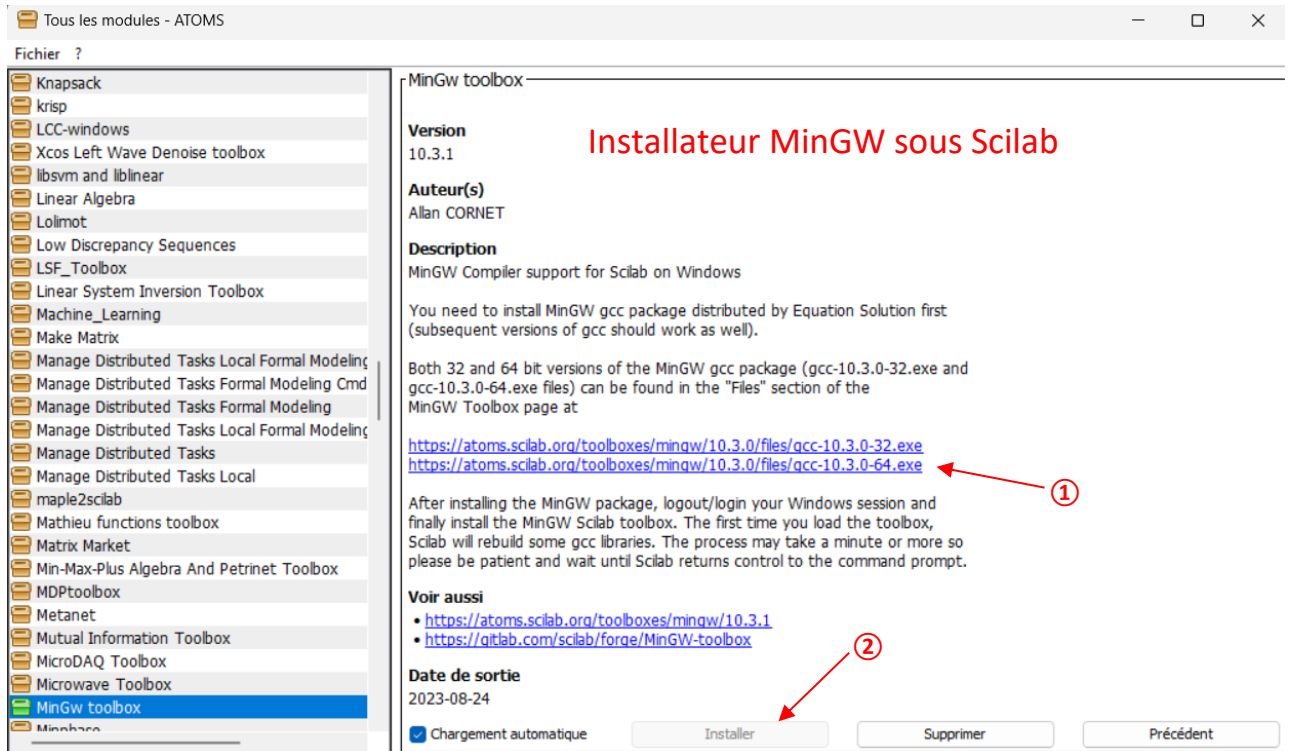 Tous les modules - ATOMS
Fichier ?
Knapsack
krisp
LCC-windows
Xcos Left Wave Denoise toolbox
libsvm and liblinear
Linear Algebra
Lolimot
Low Discrepancy Sequences
LSF_Toolbox
Linear System Inversion Toolbox
Machine_Learning
Make Matrix
Manage Distributed Tasks Local Formal Modeling
Manage Distributed Tasks Formal Modeling Cmd
Manage Distributed Tasks Formal Modeling
Manage Distributed Tasks Local Formal Modeling
Manage Distributed Tasks
Manage Distributed Tasks Local
maple2scilab
Mathieu functions toolbox
Matrix Market
Min-Max-Plus Algebra And Petrinet Toolbox
MDPtoolbox
Metanet
Mutual Information Toolbox
MicroDAQ Toolbox
Microwave Toolbox
MinGw toolbox
MinGw toolbox
Installateur MinGW sous Scilab
Version
10.3.1
Auteur(s)
Allan CORNET
Description
MinGW Compiler support for Scilab on Windows
You need to install MinGW gcc package distributed by Equation Solution first
(subsequent versions of gcc should work as well).
Both 32 and 64 bit versions of the MinGW gcc package (gcc-10.3.0-32.exe and
gcc-10.3.0-64.exe files) can be found in the "Files" section of the
MinGW Toolbox page at
https://atoms.scilab.org/toolboxes/mingw/10.3.0/files/gcc-10.3.0-32.exe
https://atoms.scilab.org/toolboxes/mingw/10.3.0/files/gcc-10.3.0-64.exe
①
After installing the MinGW package, logout/login your Windows session and
finally install the MinGW Scilab toolbox. The first time you load the toolbox,
Scilab will rebuild some gcc libraries. The process may take a minute or more so
please be patient and wait until Scilab returns control to the command prompt.
Voir aussi
• https://atoms.scilab.org/toolboxes/mingw/10.3.1
• https://gitlab.com/scilab/forge/MinGW-toolbox
②
Date de sortie
2023-08-24
Chargement automatique
Installer
Supprimer
Précédent